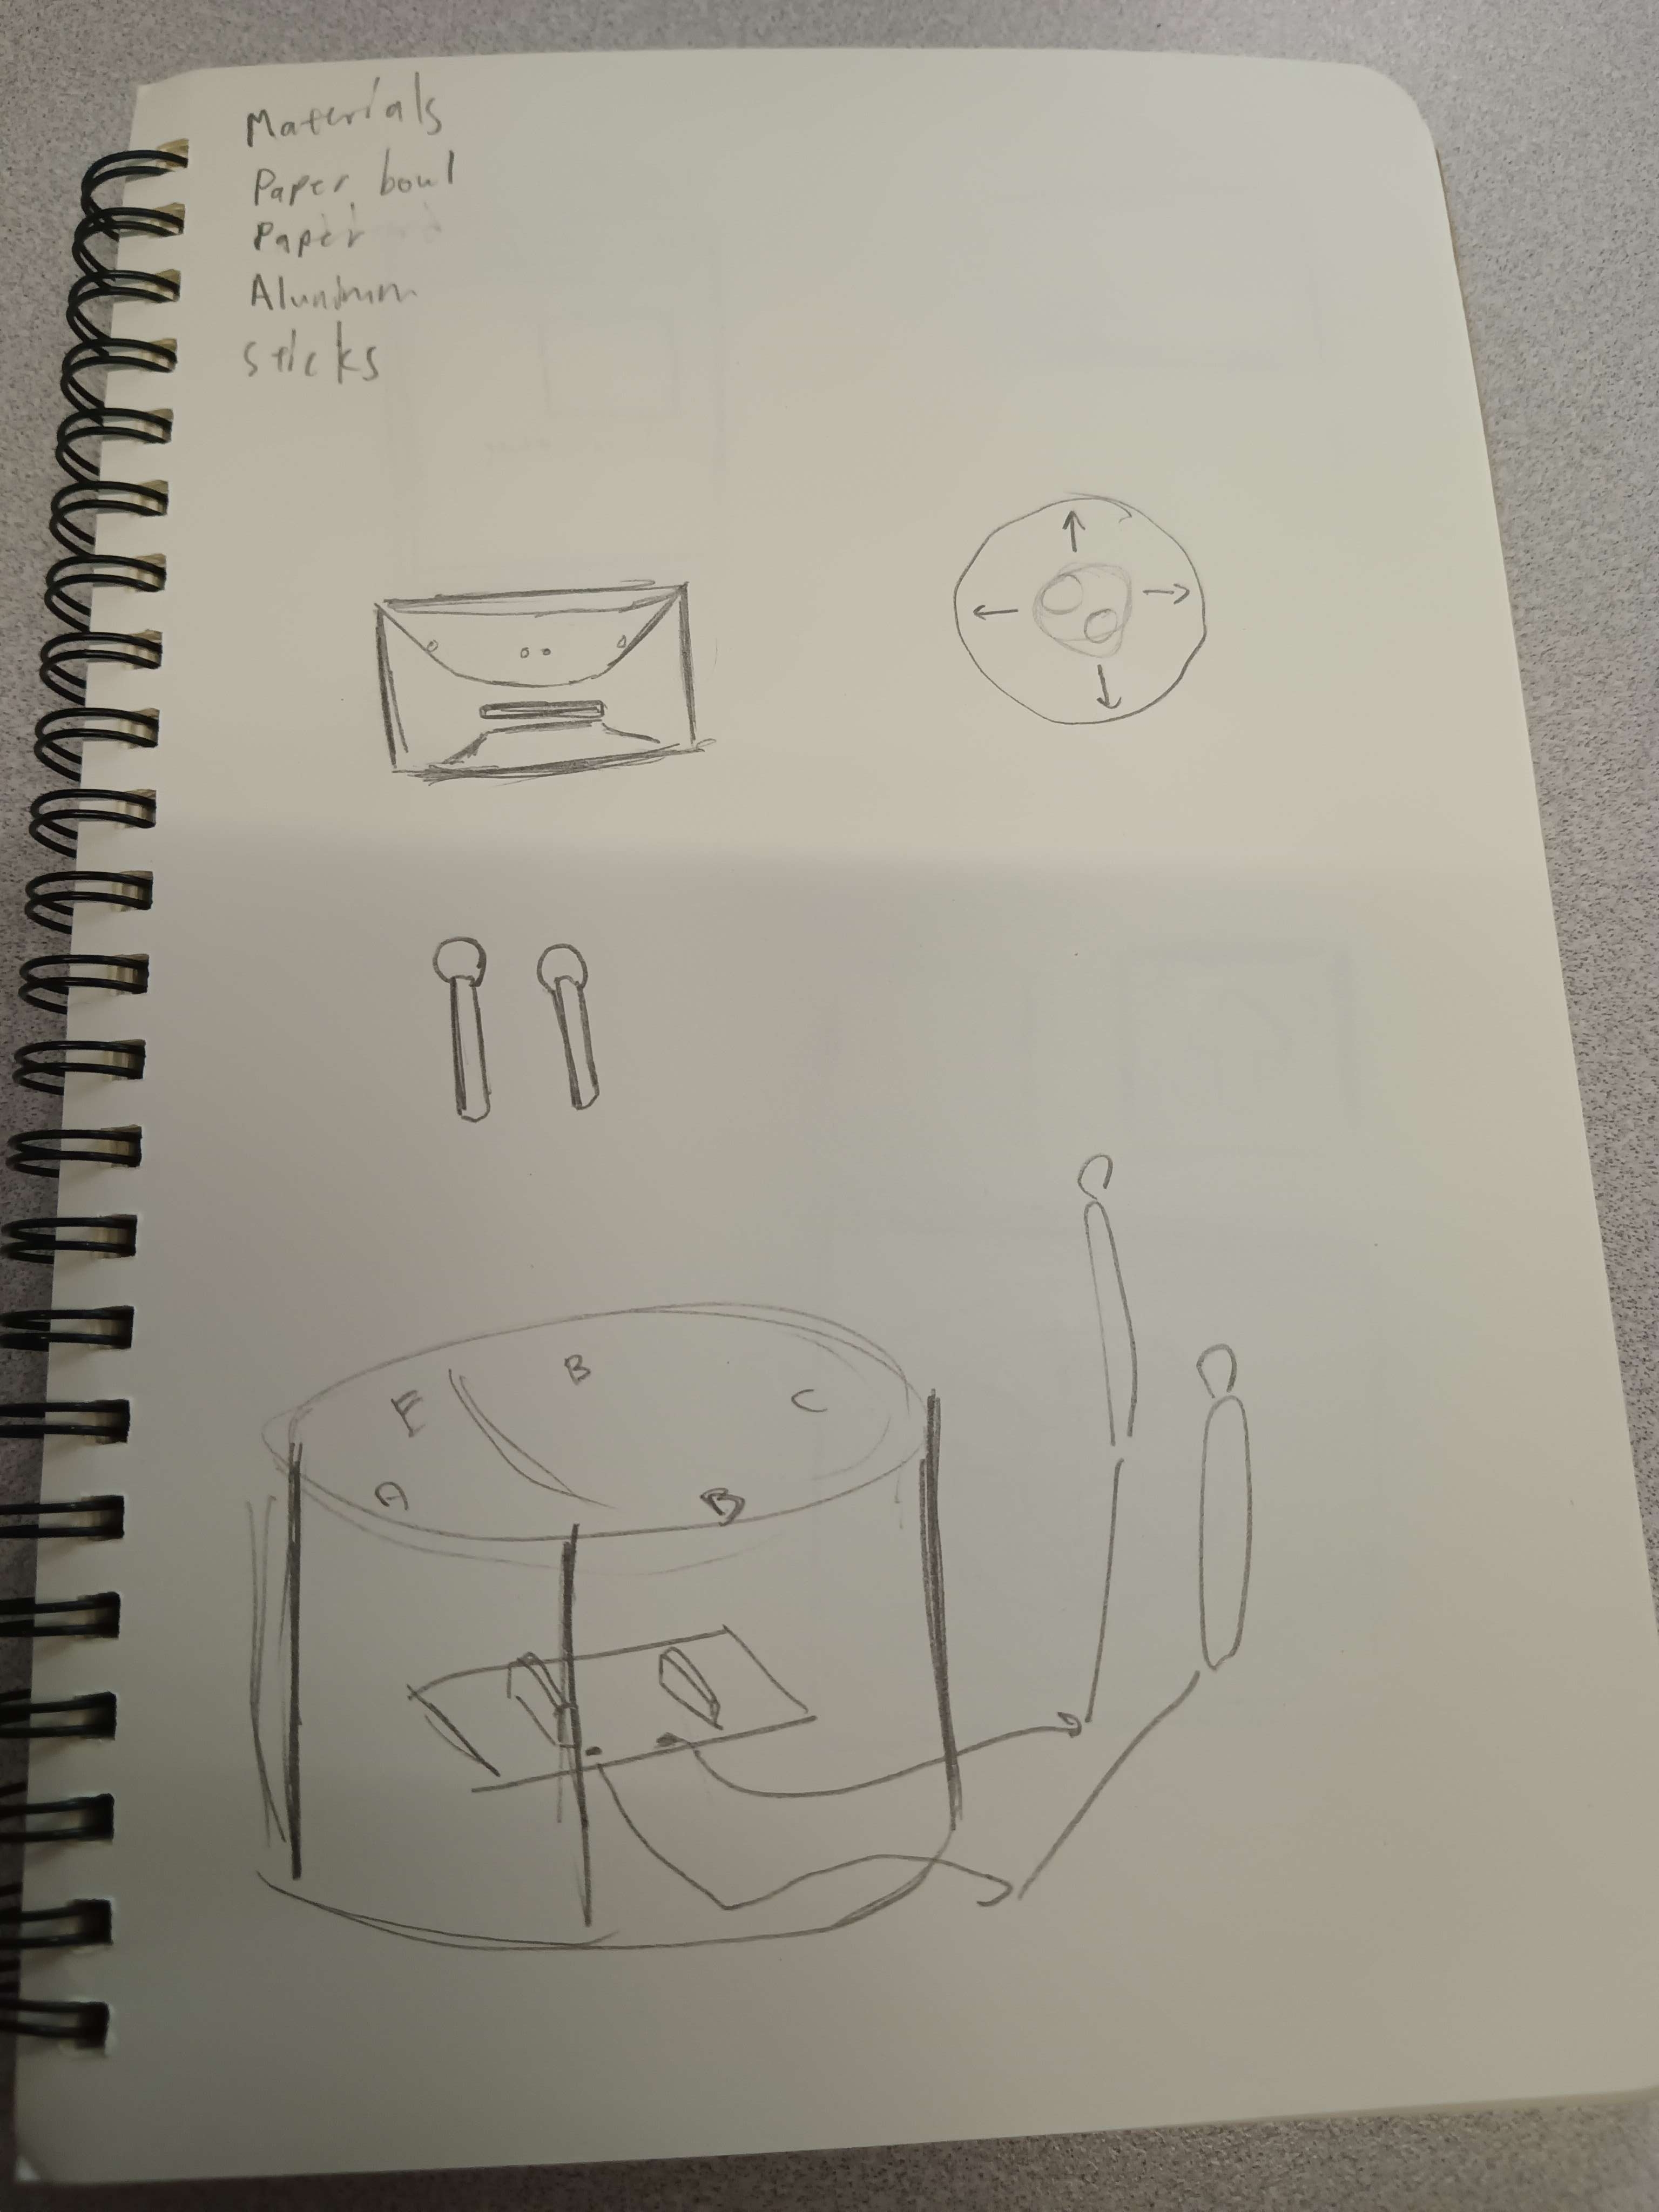 Materials
Paper bowl
Paper
Aluminum
sticks
E B C
A B